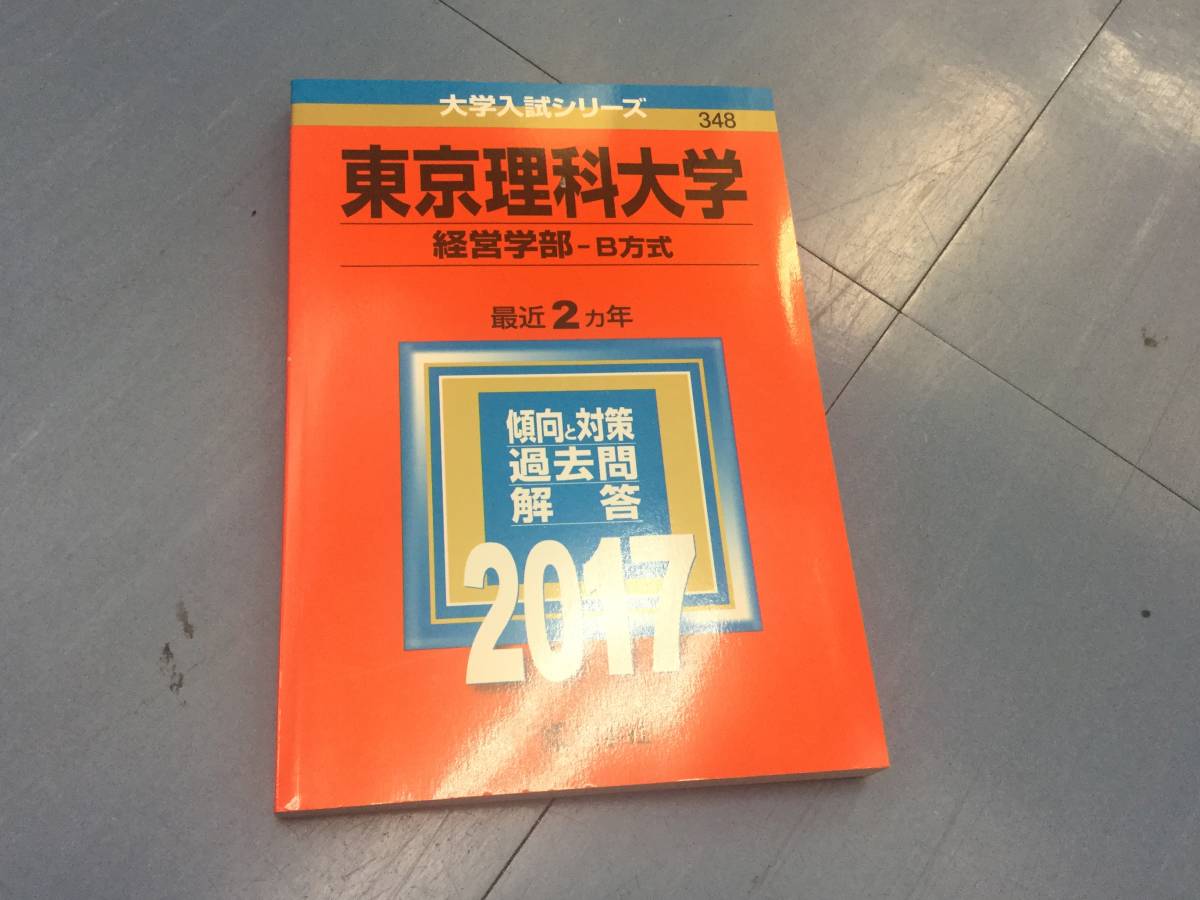 大学入試シリーズ
348
東京理科大学
経営学部-B方式
最近2ヵ年
傾向と対策
過去問
解答
2017